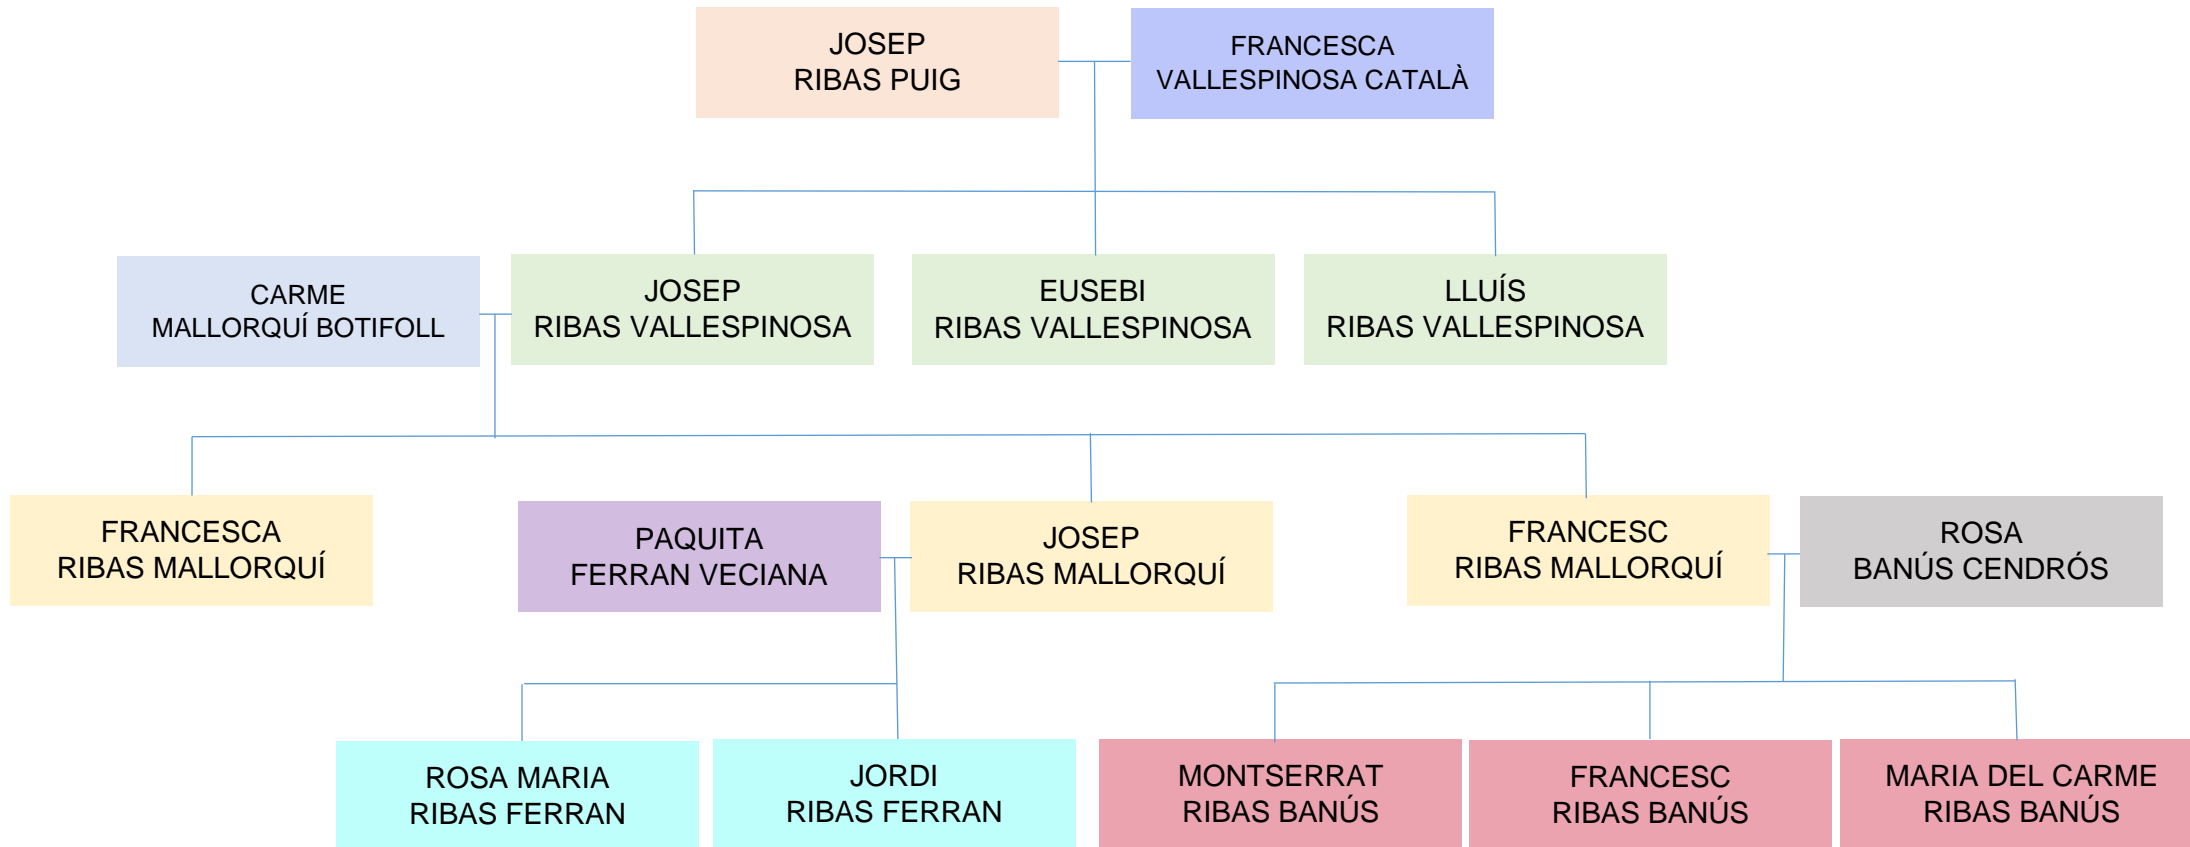 JOSEP
RIBAS PUIG
FRANCESCA
VALLESPINOSA CATALÀ
CARME
MALLORQUÍ BOTIFOLL
JOSEP
RIBAS VALLESPINOSA
EUSEBI
RIBAS VALLESPINOSA
LLUÍS
RIBAS VALLESPINOSA
FRANCESCA
RIBAS MALLORQUÍ
PAQUITA
FERRAN VECIANA
JOSEP
RIBAS MALLORQUÍ
FRANCESC
RIBAS MALLORQUÍ
ROSA
BANÚS CENDRÓS
ROSA MARIA
RIBAS FERRAN
JORDI
RIBAS FERRAN
MONTSERRAT
RIBAS BANÚS
FRANCESC
RIBAS BANÚS
MARIA DEL CARME
RIBAS BANÚS